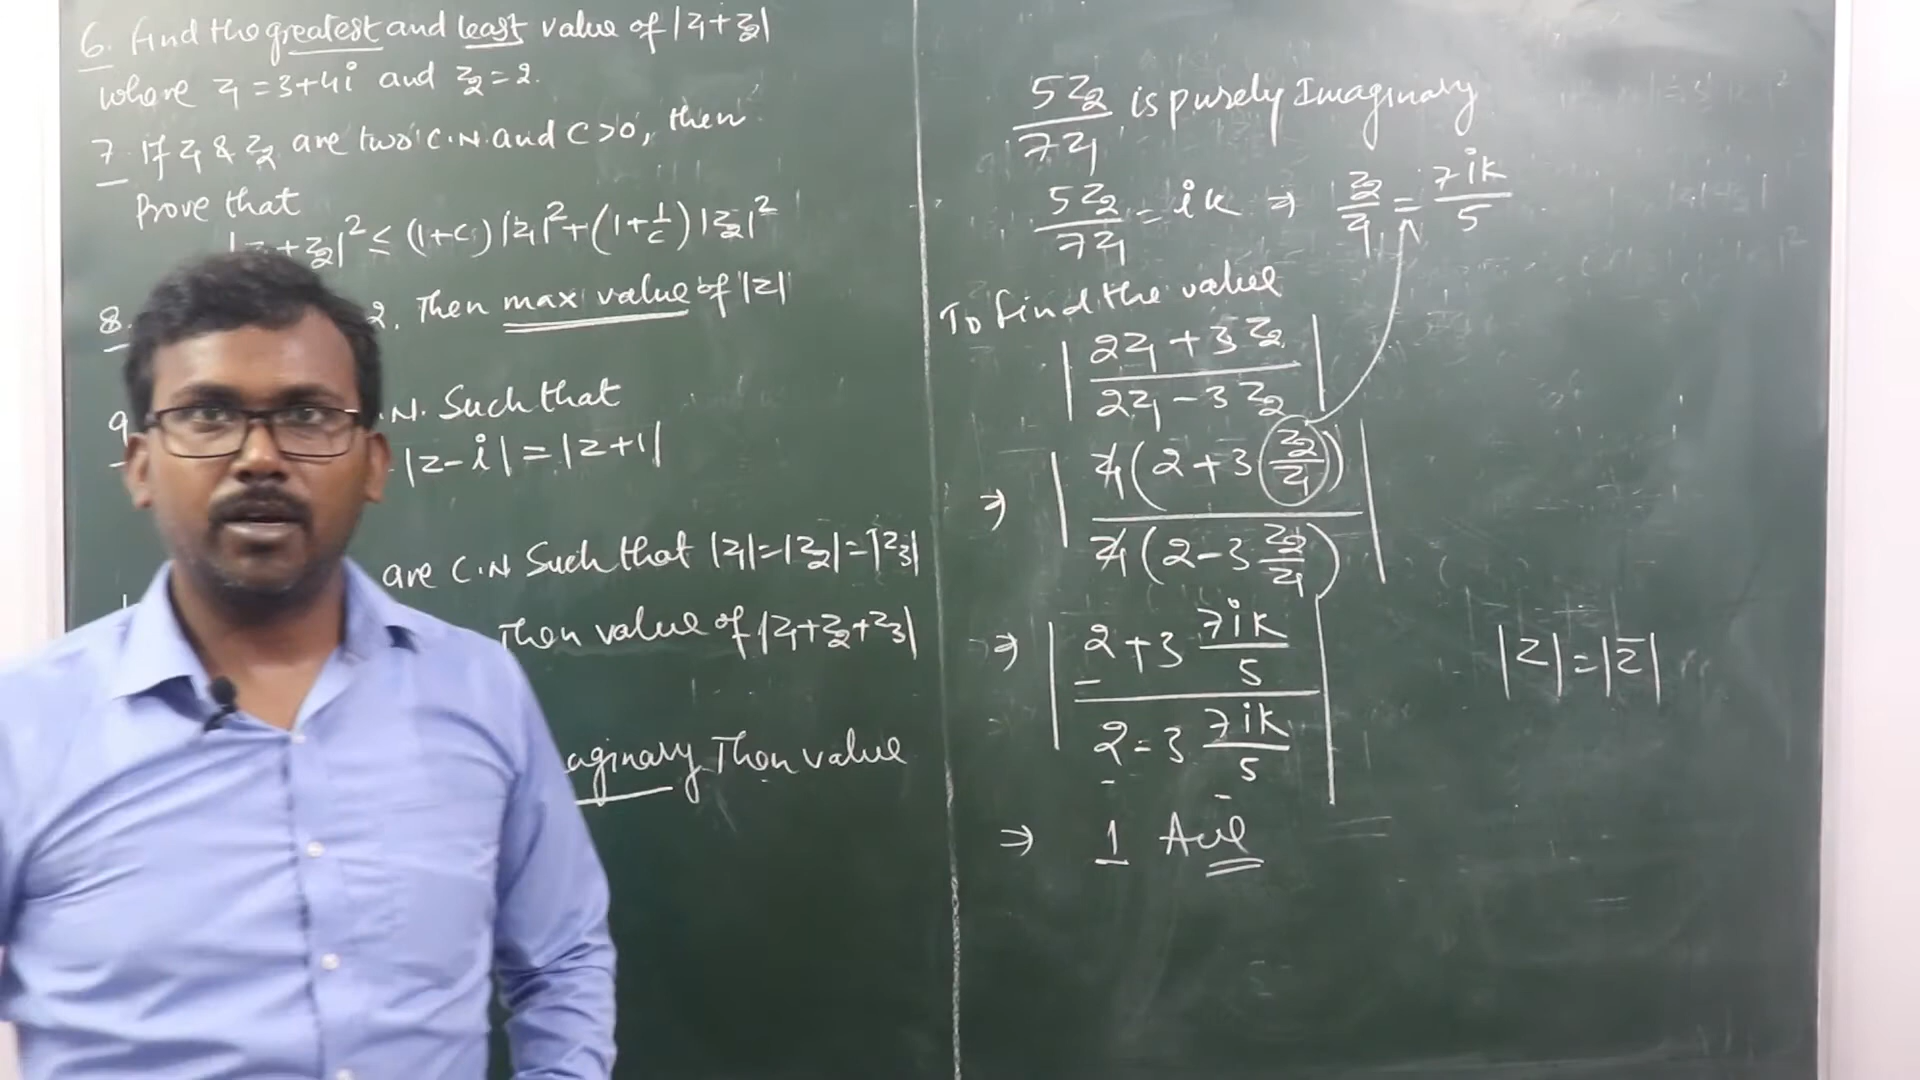 6. Find the greatest and least value of |z₁+z₂|
where z₁ = 3+4i and z₂ = 2.
7. If z₁ & z₂ are two C.N. and C>0, then
Prove that
+z₂|² ≤ (1+c)|z₁|²+(1+1/c)|z₂|²
8. 2. Then max value of |z|
9 .N. Such that
|z-i| = |z+1|
are C.N Such that |z₁|=|z₂|=|z₃|
Then value of |z₁+z₂+z₃|
aginary Then value
5z₂/7z₁ is purely Imaginary
5z₂/7z₁ = ik ⇒ z₂/z₁ = 7ik/5
To find the value
|(2z₁+3z₂)/(2z₁-3z₂)|
⇒ |z₁(2+3(z₂/z₁))/z₁(2-3 z₂/z₁)|
⇒ |(2+3 7ik/5)/(2-3 7ik/5)|
⇒ 1
|z|=|z̄|